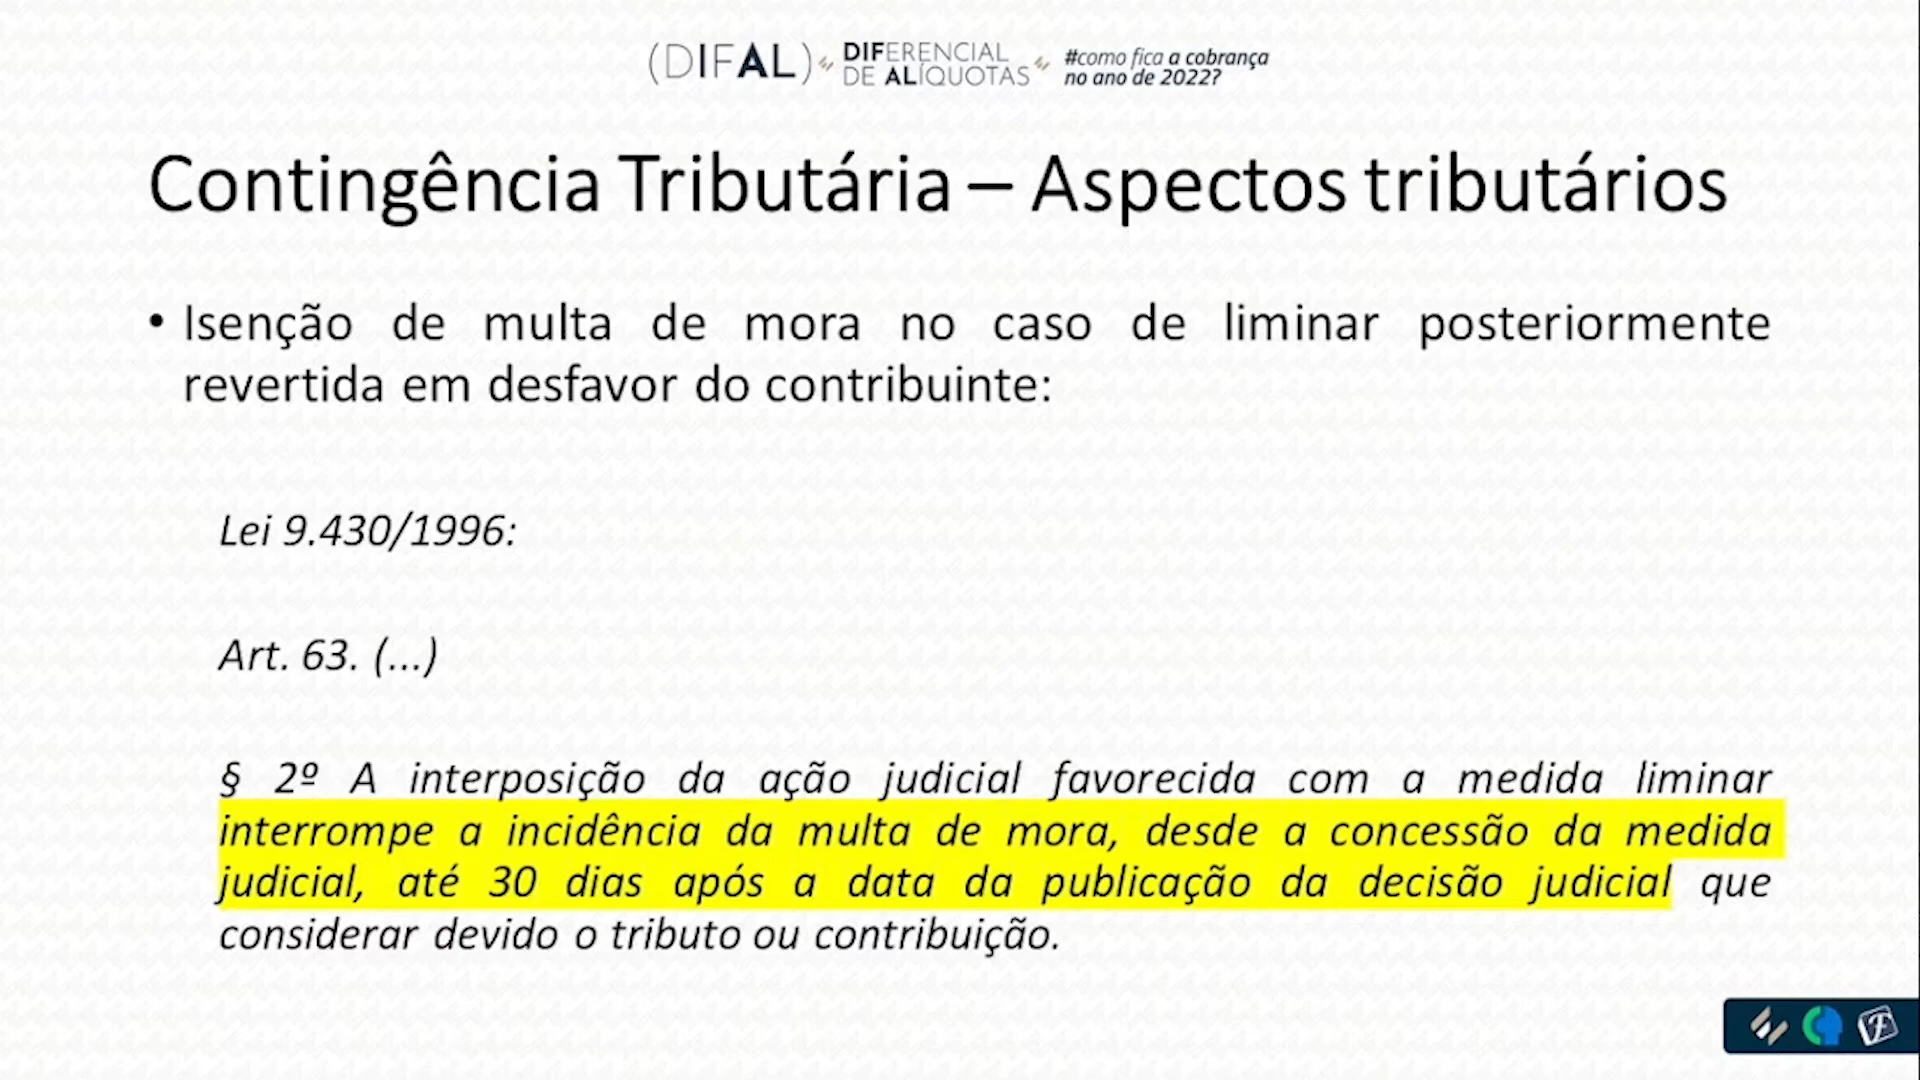 (DIFAL) DIFERENCIAL #como fica a cobrança
DE ALÍQUOTAS no ano de 2022?
Contingência Tributária – Aspectos tributários
• Isenção de multa de mora no caso de liminar posteriormente
revertida em desfavor do contribuinte:
Lei 9.430/1996:
Art. 63. (...)
§ 2º A interposição da ação judicial favorecida com a medida liminar
interrompe a incidência da multa de mora, desde a concessão da medida
judicial, até 30 dias após a data da publicação da decisão judicial que
considerar devido o tributo ou contribuição.